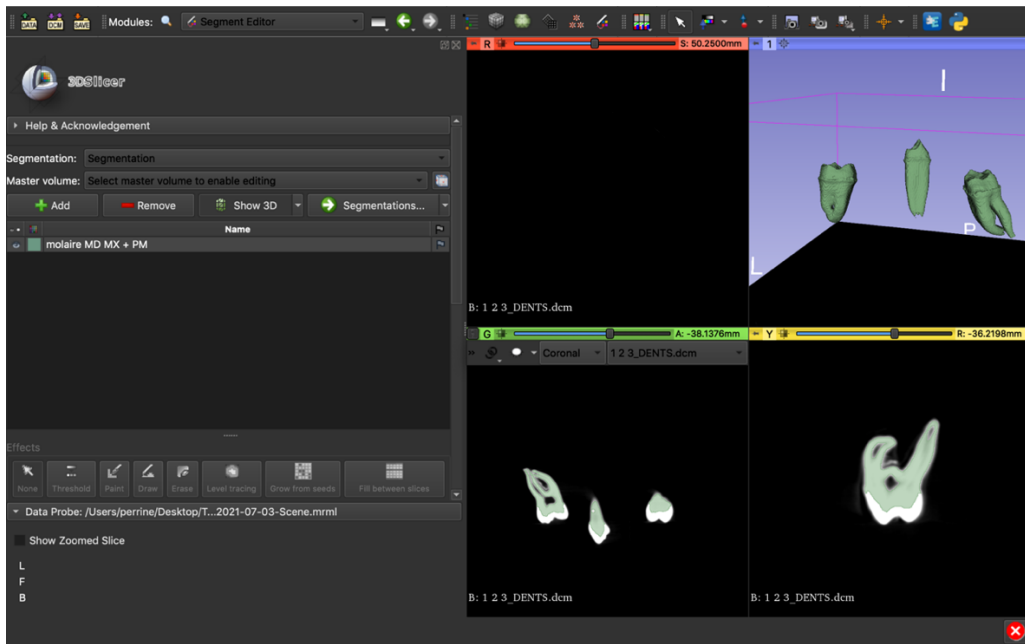 DATA DCM SAVE Modules: Segment Editor
3DSlicer
Help & Acknowledgement
Segmentation: Segmentation
Master volume: Select master volume to enable editing
Add Remove Show 3D Segmentations...
Name
molaire MD MX + PM
Effects
None Threshold Paint Draw Erase Level tracing Grow from seeds Fill between slices
Data Probe: /Users/perrine/Desktop/T...2021-07-03-Scene.mrml
Show Zoomed Slice
L
F
B
R S: 50.2500mm
B: 1 2 3_DENTS.dcm
1
I
P
L
G A: -38.1376mm
Coronal 1 2 3_DENTS.dcm
B: 1 2 3_DENTS.dcm
Y R: -36.2198mm
B: 1 2 3_DENTS.dcm